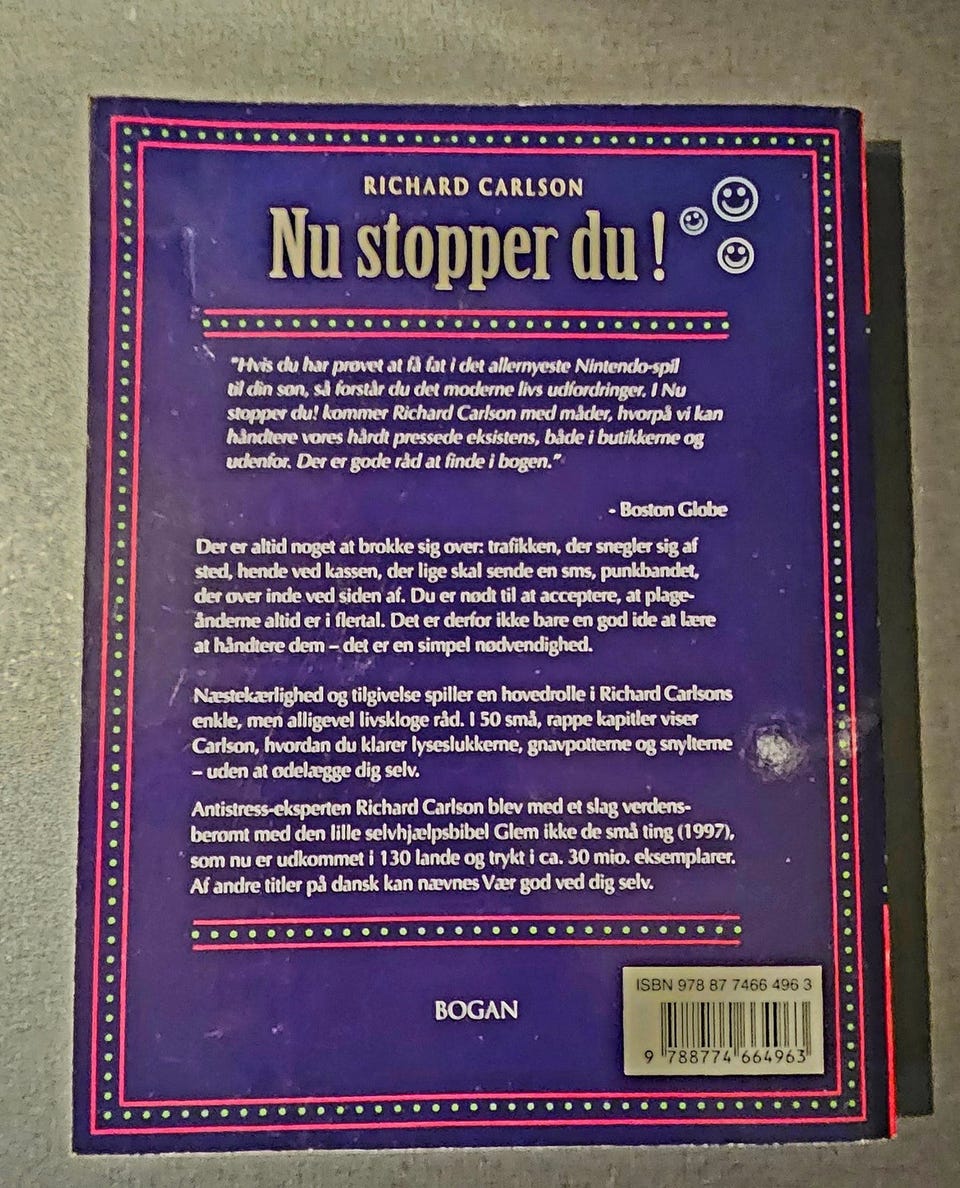 RICHARD CARLSON
Nu stopper du !
"Hvis du har prøvet at få fat i det allernyeste Nintendo-spil
til din søn, så forstår du det moderne livs udfordringer. I Nu
stopper du! kommer Richard Carlson med måder, hvorpå vi kan
håndtere vores hårdt pressede eksistens, både i butikkerne og
udenfor. Der er gode råd at finde i bogen."
- Boston Globe
Der er altid noget at brokke sig over: trafikken, der snegler sig af
sted, hende ved kassen, der lige skal sende en sms, punkbandet,
der øver inde ved siden af. Du er nødt til at acceptere, at plage-
ånderne altid er i flertal. Det er derfor ikke bare en god ide at lære
at håndtere dem – det er en simpel nødvendighed.
Næstekærlighed og tilgivelse spiller en hovedrolle i Richard Carlsons
enkle, men alligevel livskloge råd. I 50 små, rappe kapitler viser
Carlson, hvordan du klarer lyseslukkerne, gnavpotterne og snylterne
– uden at ødelægge dig selv.
Antistress-eksperten Richard Carlson blev med et slag verdens-
berømt med den lille selvhjælpsbibel Glem ikke de små ting (1997),
som nu er udkommet i 130 lande og trykt i ca. 30 mio. eksemplarer.
Af andre titler på dansk kan nævnes Vær god ved dig selv.
BOGAN
ISBN 978 87 7466 496 3
9 788774 664963